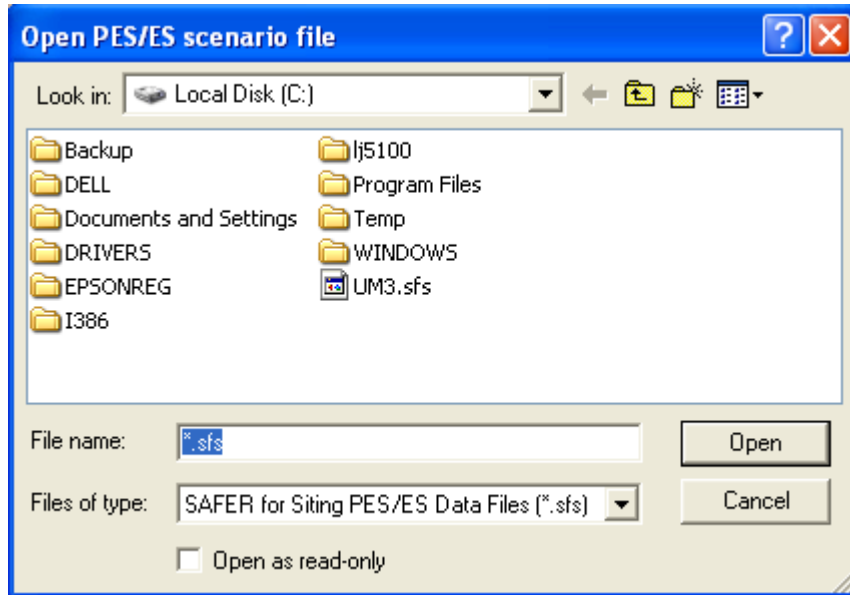 Open PES/ES scenario file
Look in: Local Disk (C:)
Backup
DELL
Documents and Settings
DRIVERS
EPSONREG
I386
lj5100
Program Files
Temp
WINDOWS
UM3.sfs
File name: *.sfs
Open
Files of type: SAFER for Siting PES/ES Data Files (*.sfs)
Cancel
Open as read-only